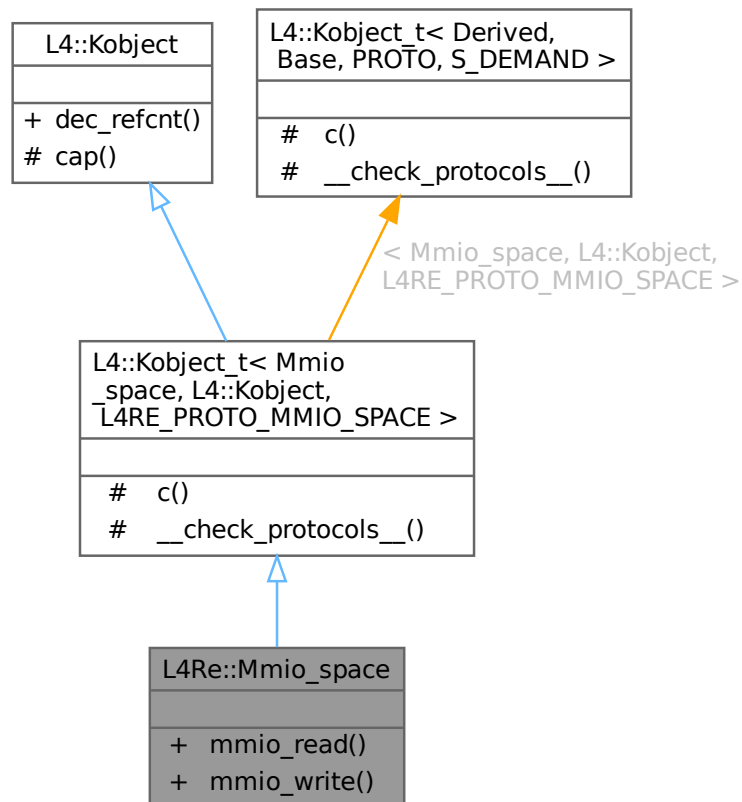 L4::Kobject
+ dec_refcnt()
# cap()
L4::Kobject_t< Derived,
Base, PROTO, S_DEMAND >
# c()
# __check_protocols__()
< Mmio_space, L4::Kobject,
L4RE_PROTO_MMIO_SPACE >
L4::Kobject_t< Mmio
_space, L4::Kobject,
L4RE_PROTO_MMIO_SPACE >
# c()
# __check_protocols__()
L4Re::Mmio_space
+ mmio_read()
+ mmio_write()